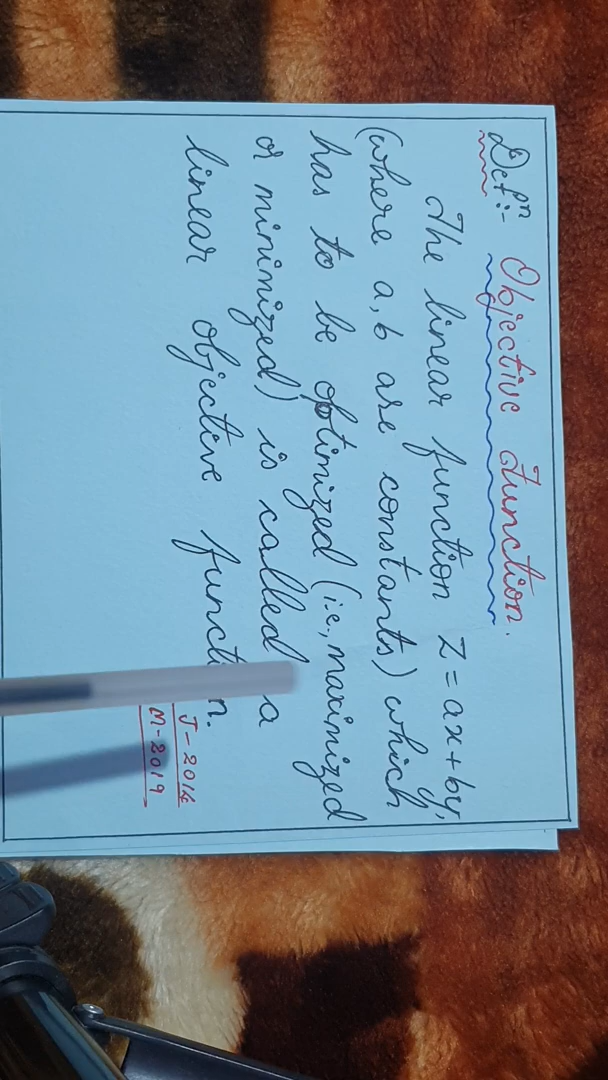 Defⁿ:- Objective Function.
The linear function Z = ax + by,
(where a, b are constants) which
has to be optimized (i.e., maximized
or minimized) is called a
linear objective function.
J - 2014
M - 2019